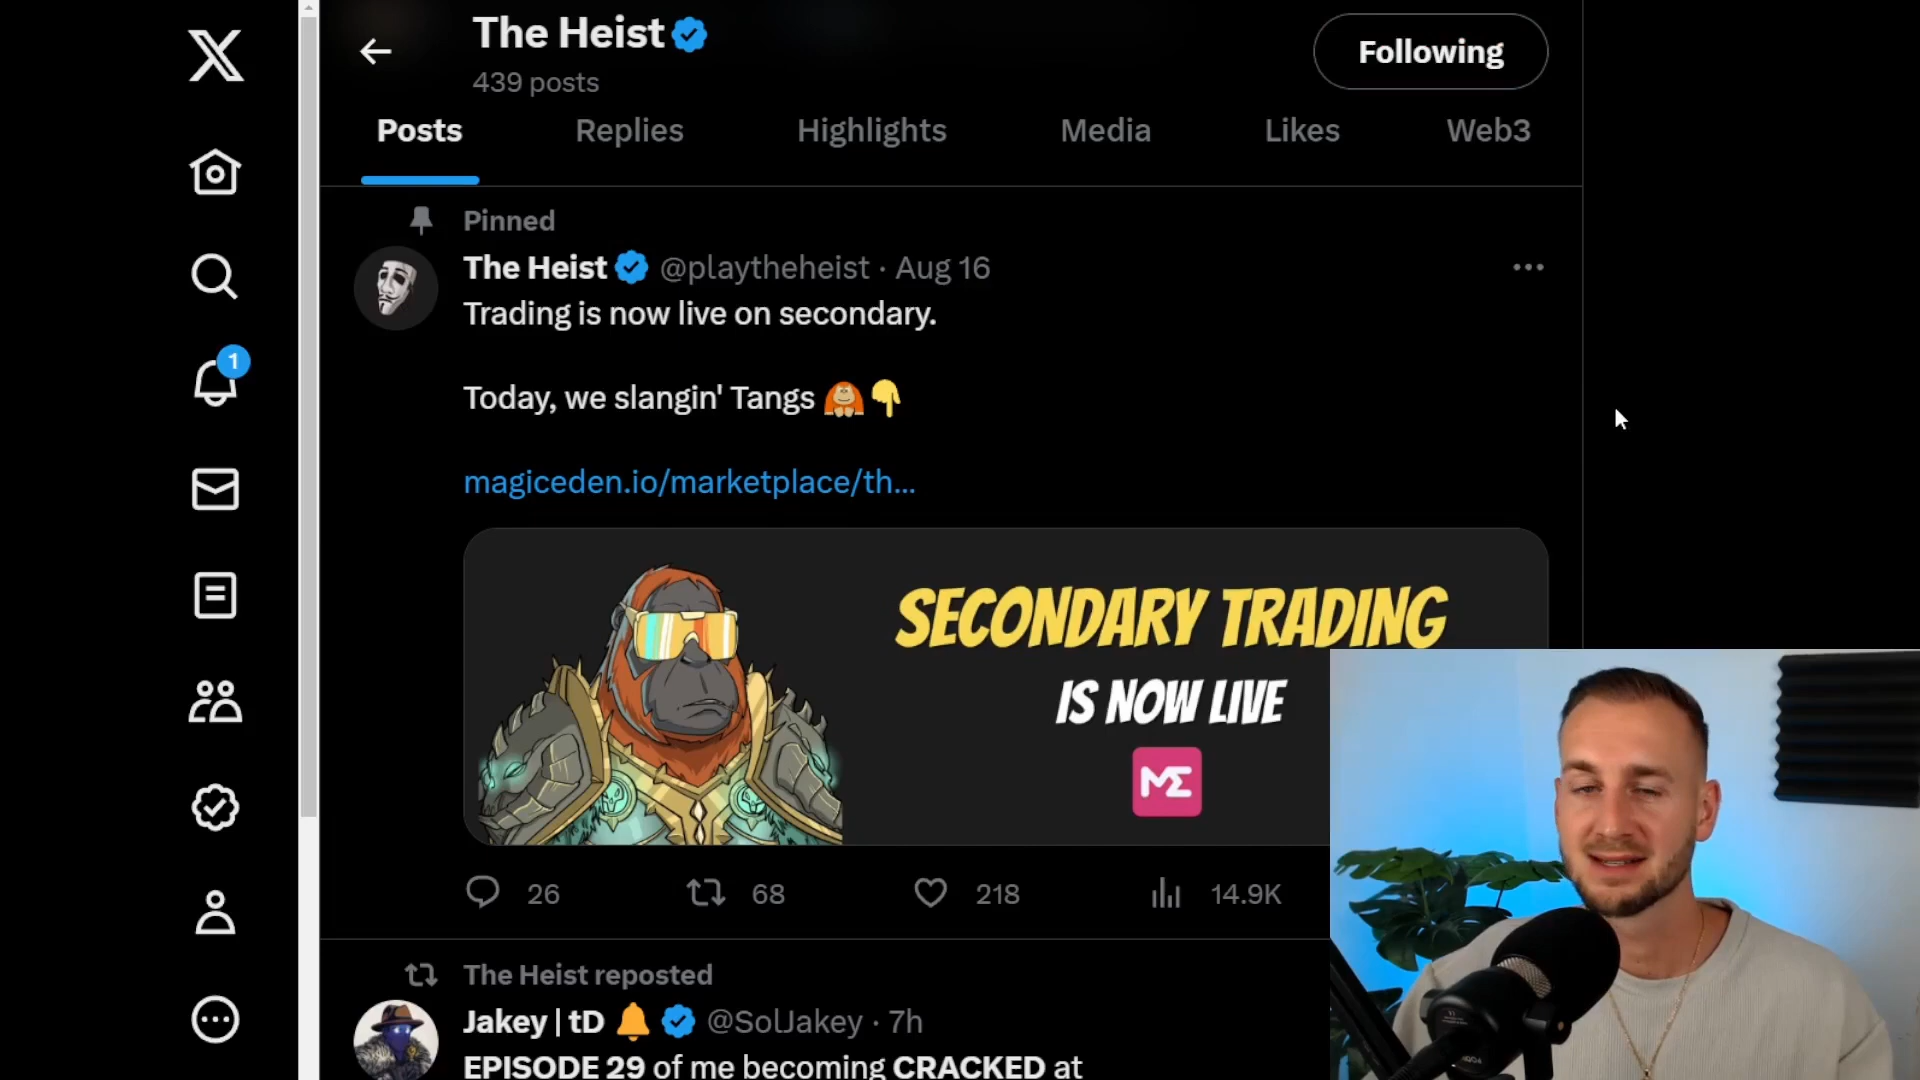 The Heist
439 posts
Following
Posts
Replies
Highlights
Media
Likes
Web3
Pinned
The Heist @playtheheist · Aug 16
Trading is now live on secondary.
Today, we slangin' Tangs
magiceden.io/marketplace/th...
SECONDARY TRADING
IS NOW LIVE
ME
26
68
218
14.9K
The Heist reposted
Jakey | tD @SolJakey · 7h
EPISODE 29 of me becoming CRACKED at
1